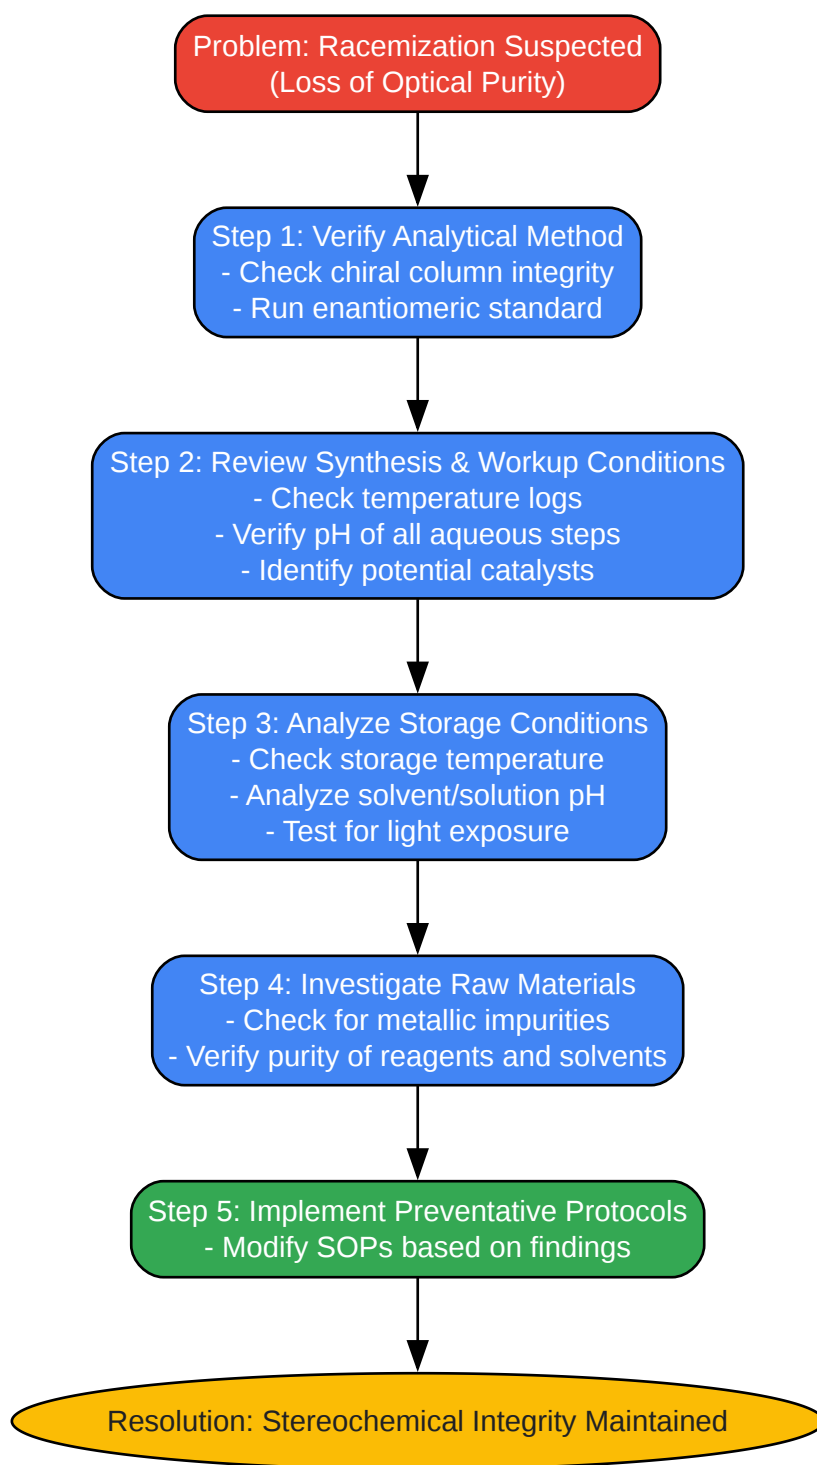 Problem: Racemization Suspected
(Loss of Optical Purity)
Step 1: Verify Analytical Method
- Check chiral column integrity
- Run enantiomeric standard
Step 2: Review Synthesis & Workup Conditions
- Check temperature logs
- Verify pH of all aqueous steps
- Identify potential catalysts
Step 3: Analyze Storage Conditions
- Check storage temperature
- Analyze solvent/solution pH
- Test for light exposure
Step 4: Investigate Raw Materials
- Check for metallic impurities
- Verify purity of reagents and solvents
Step 5: Implement Preventative Protocols
- Modify SOPs based on findings
Resolution: Stereochemical Integrity Maintained